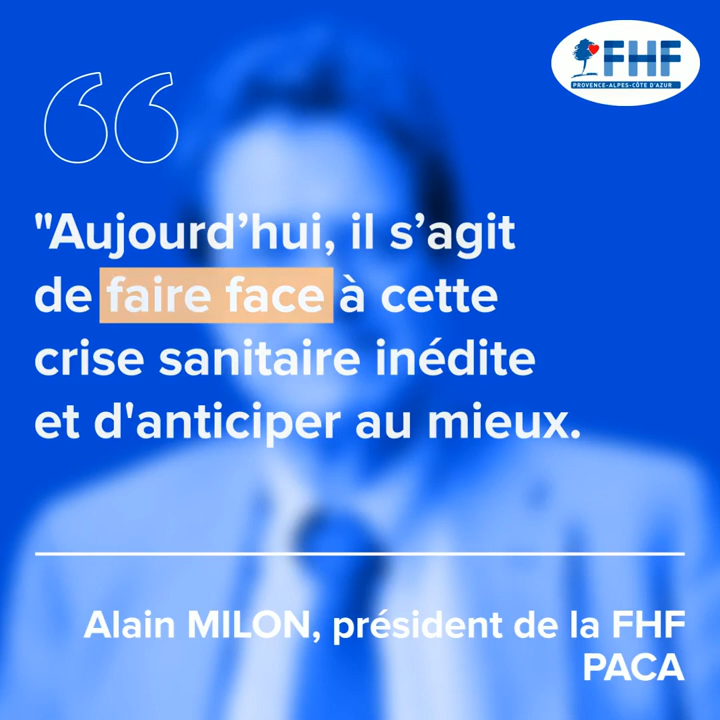 FHF
PROVENCE-ALPES-CÔTE D'AZUR
"Aujourd’hui, il s’agit
de faire face à cette
crise sanitaire inédite
et d'anticiper au mieux.
Alain MILON, président de la FHF
PACA